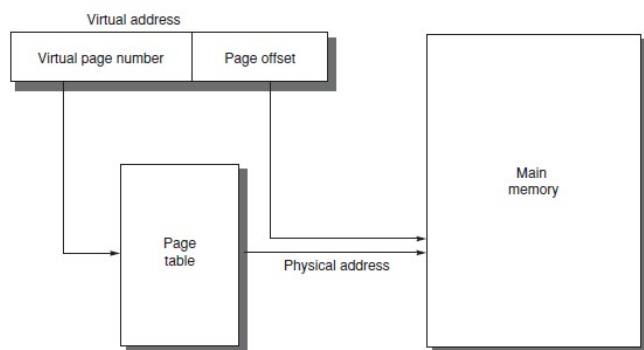 Virtual address
Virtual page number
Page offset
Main
memory
Page
table
Physical address